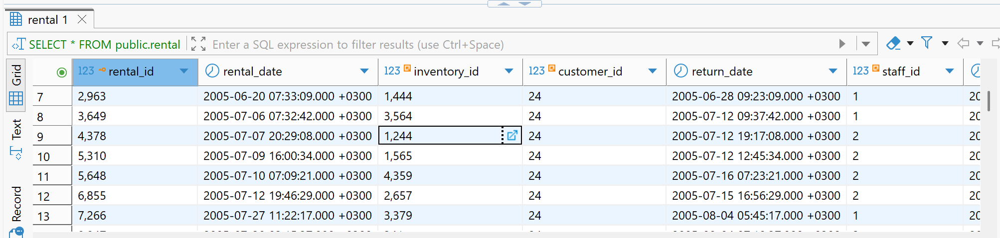 rental 1
SELECT * FROM public.rental Enter a SQL expression to filter results (use Ctrl+Space)
Grid
Text
Record
123 rental_id rental_date 123 inventory_id 123 customer_id return_date 123 staff_id
7 2,963 2005-06-20 07:33:09.000 +0300 1,444 24 2005-06-28 09:23:09.000 +0300 1 20
8 3,649 2005-07-06 07:32:42.000 +0300 3,564 24 2005-07-12 09:37:42.000 +0300 1 20
9 4,378 2005-07-07 20:29:08.000 +0300 1,244 24 2005-07-12 19:17:08.000 +0300 2 20
10 5,310 2005-07-09 16:00:34.000 +0300 1,565 24 2005-07-12 12:45:34.000 +0300 2 20
11 5,648 2005-07-10 07:09:21.000 +0300 4,359 24 2005-07-16 07:23:21.000 +0300 2 20
12 6,855 2005-07-12 19:46:29.000 +0300 2,657 24 2005-07-15 16:56:29.000 +0300 2 20
13 7,266 2005-07-27 11:22:17.000 +0300 3,379 24 2005-08-04 05:45:17.000 +0300 1 20